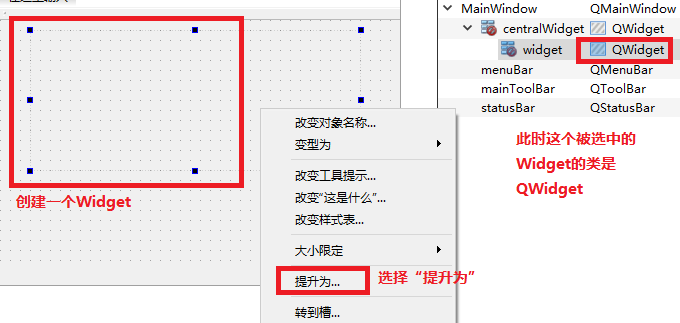 创建一个Widget
改变对象名称...
变型为
改变工具提示...
改变“这是什么”...
改变样式表...
大小限定
提升为...
选择“提升为”
转到槽...
MainWindow QMainWindow
centralWidget QWidget
widget QWidget
menuBar QMenuBar
mainToolBar QToolBar
statusBar QStatusBar
此时这个被选中的
Widget的类是
QWidget